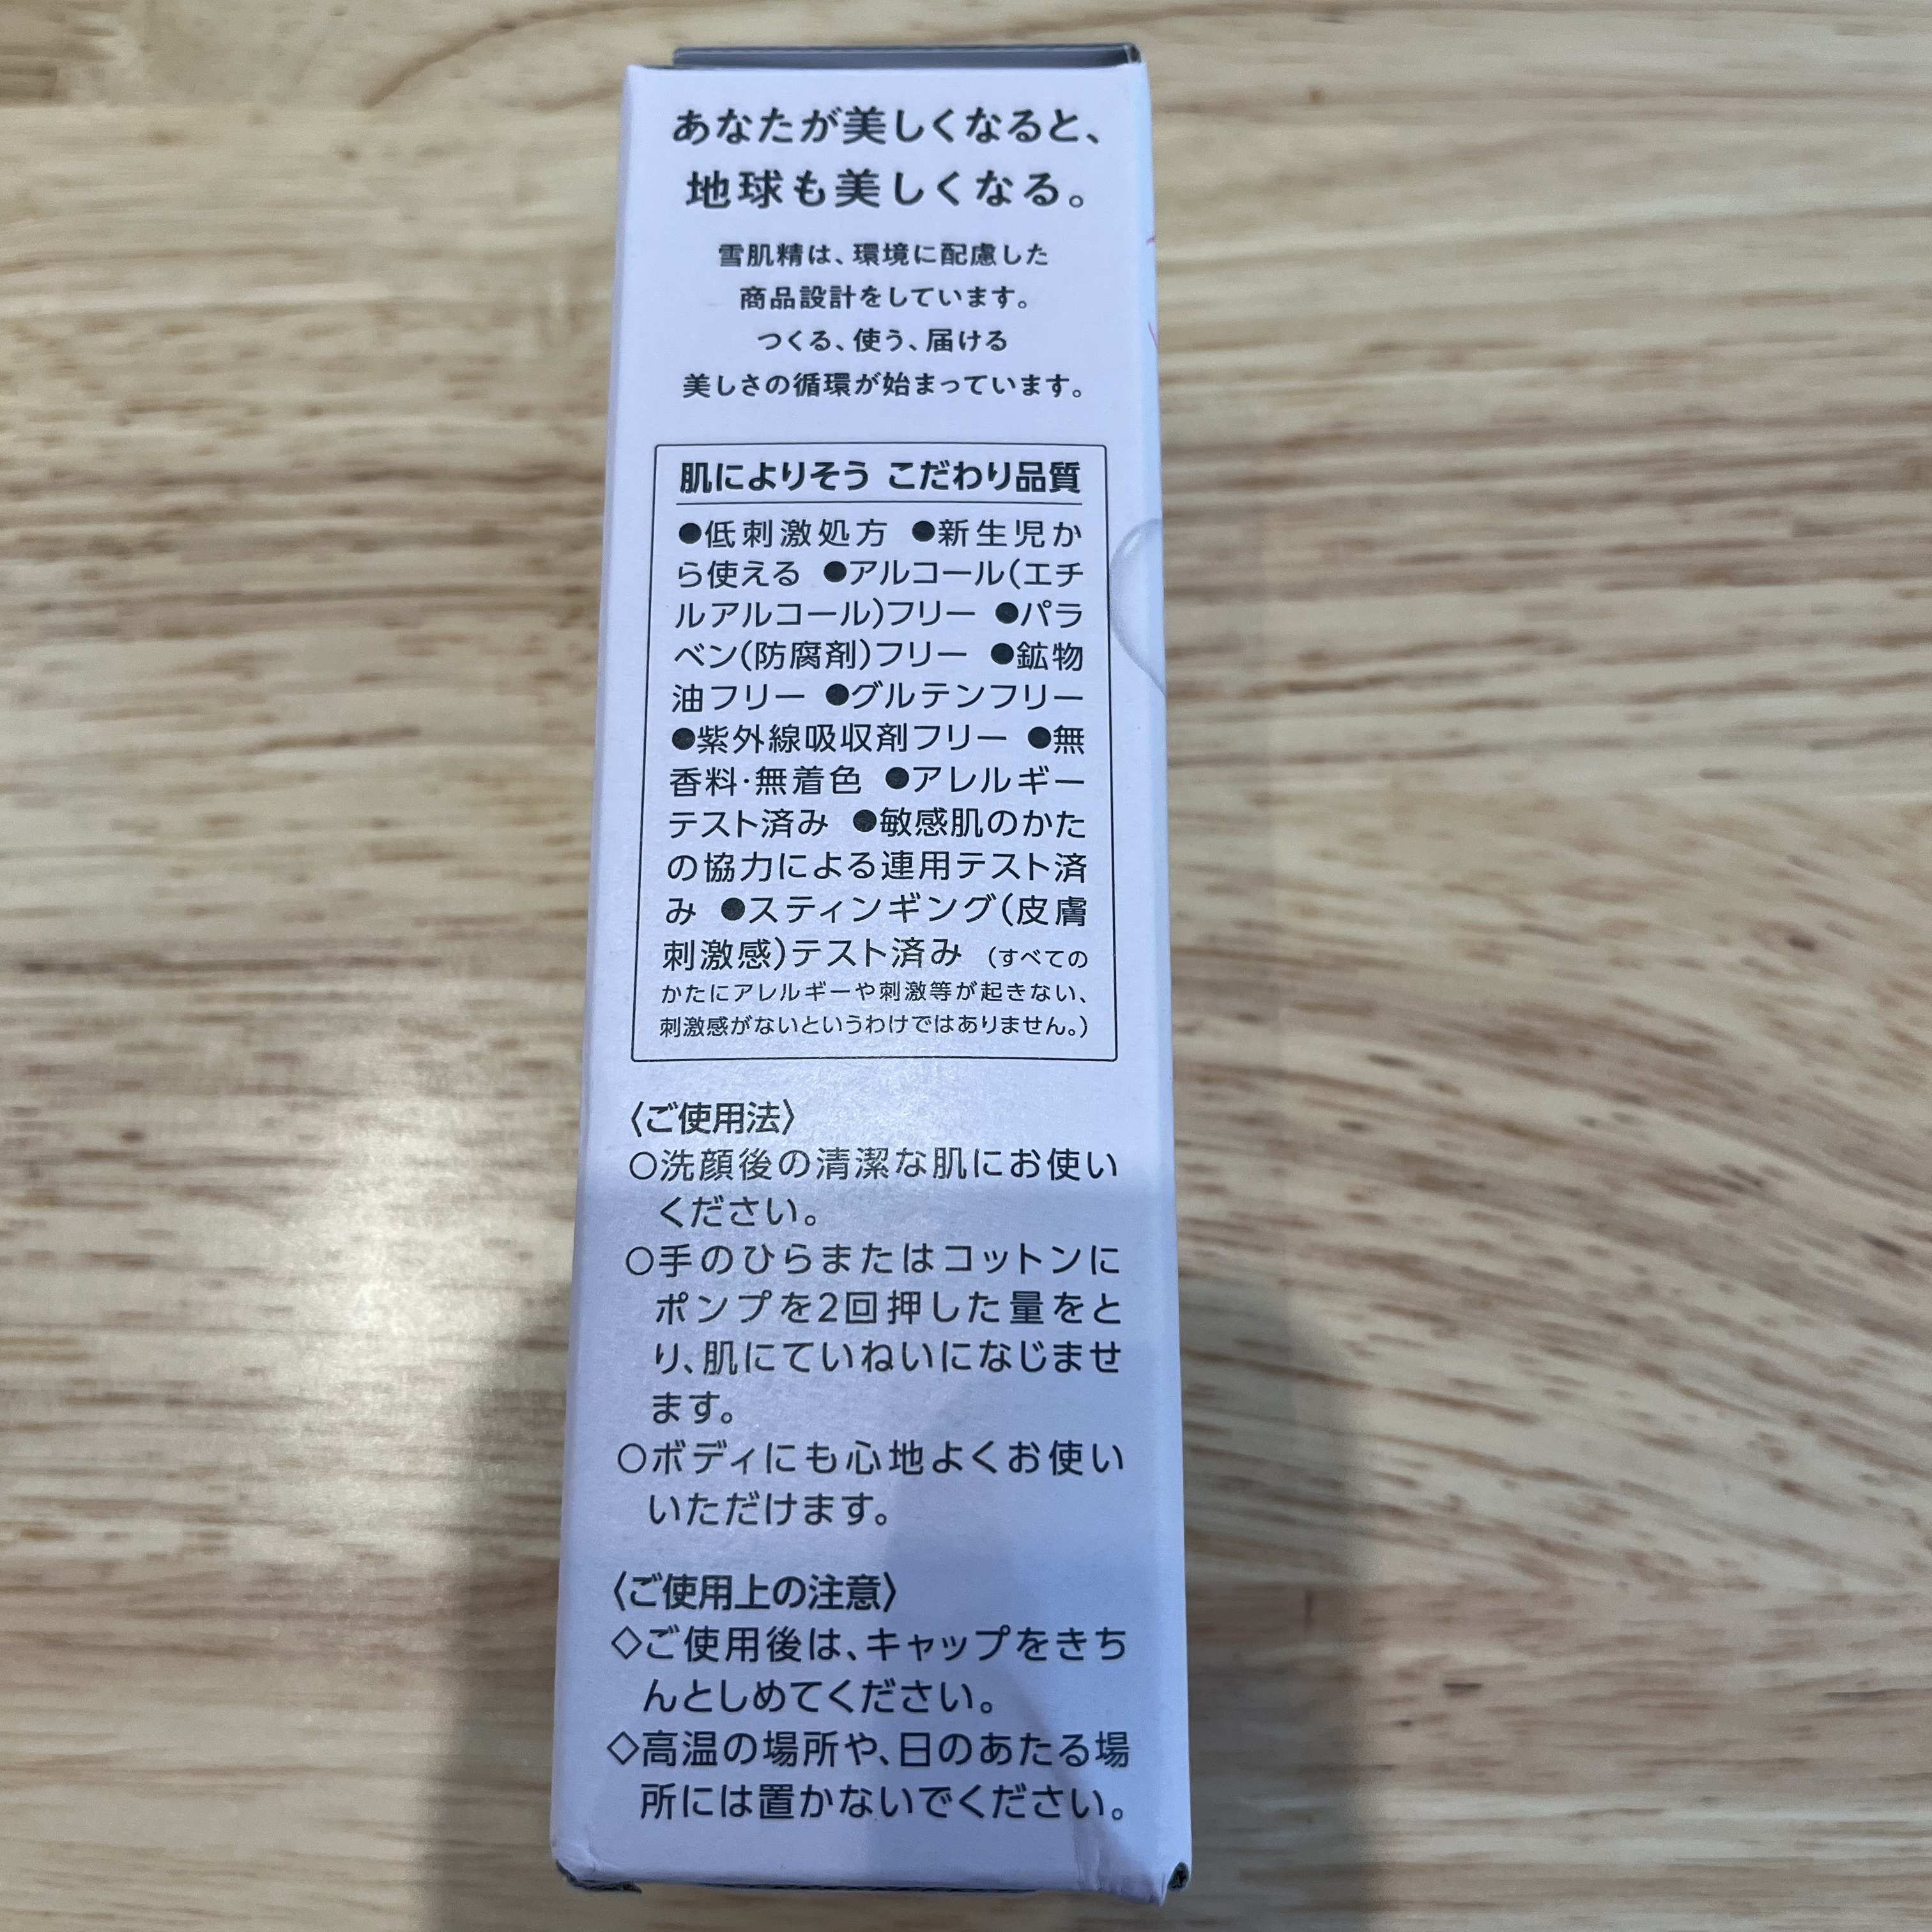 あなたが美しくなると、
地球も美しくなる。
雪肌精は、環境に配慮した
商品設計をしています。
つくる、使う、届ける
美しさの循環が始まっています。
肌によりそう こだわり品質
●低刺激処方 ●新生児か
ら使える ●アルコール(エチ
ルアルコール)フリー ●パラ
ベン(防腐剤)フリー ●鉱物
油フリー ●グルテンフリー
●紫外線吸収剤フリー ●無
香料・無着色 ●アレルギー
テスト済み ●敏感肌のかた
の協力による連用テスト済
み ●スティンギング(皮膚
刺激感)テスト済み (すべての
かたにアレルギーや刺激等が起きない、
刺激感がないというわけではありません。)
〈ご使用法〉
○洗顔後の清潔な肌にお使い
ください。
○手のひらまたはコットンに
ポンプを2回押した量をと
り、肌にていねいになじませ
ます。
○ボディにも心地よくお使い
いただけます。
〈ご使用上の注意〉
◇ご使用後は、キャップをきち
んとしめてください。
◇高温の場所や、日のあたる場
所には置かないでください。